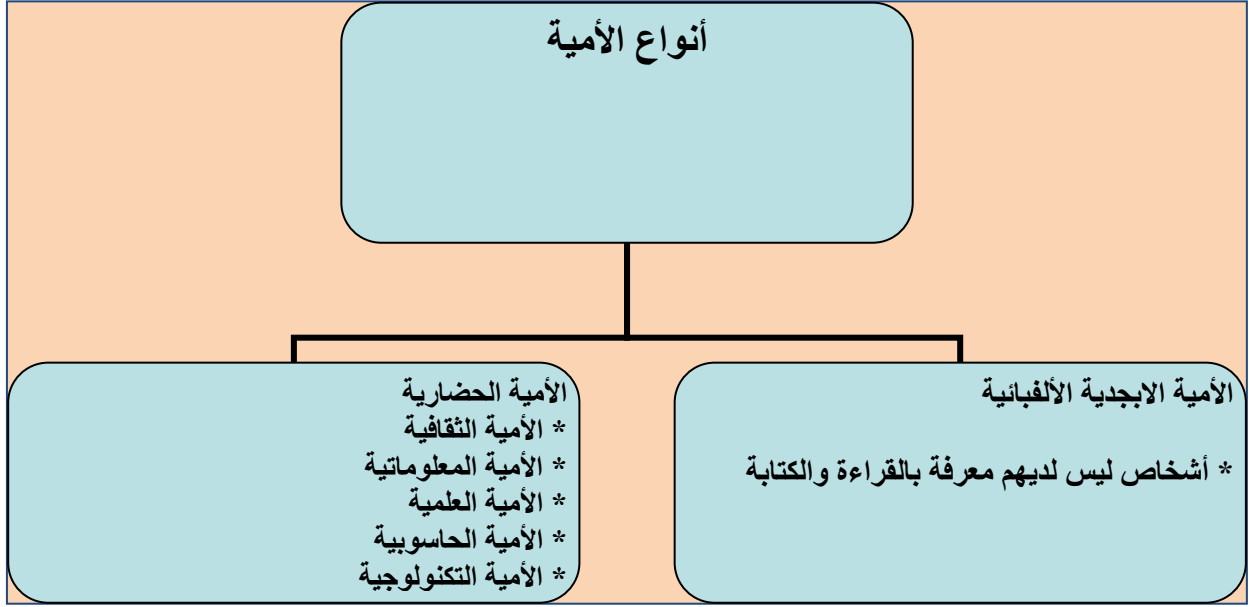 أنواع الأمية
الأمية الابجدية الألفبائية
* أشخاص ليس لديهم معرفة بالقراءة والكتابة
الأمية الحضارية
* الأمية الثقافية
* الأمية المعلوماتية
* الأمية العلمية
* الأمية الحاسوبية
* الأمية التكنولوجية